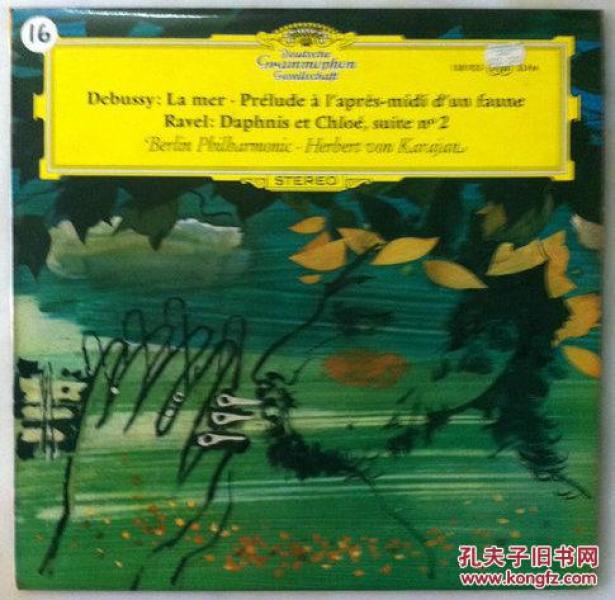 16
Deutsche
Grammophon
Gesellschaft
Debussy: La mer · Prélude à l'après-midi d'un faune
Ravel: Daphnis et Chloé, suite nº 2
Berlin Philharmonic · Herbert von Karajan
STEREO
孔夫子旧书网
www.kongfz.com